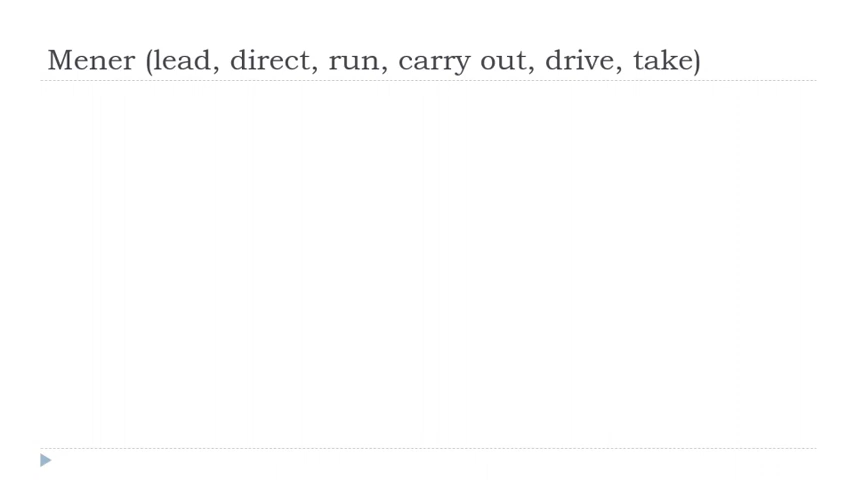 Mener (lead, direct, run, carry out, drive, take)